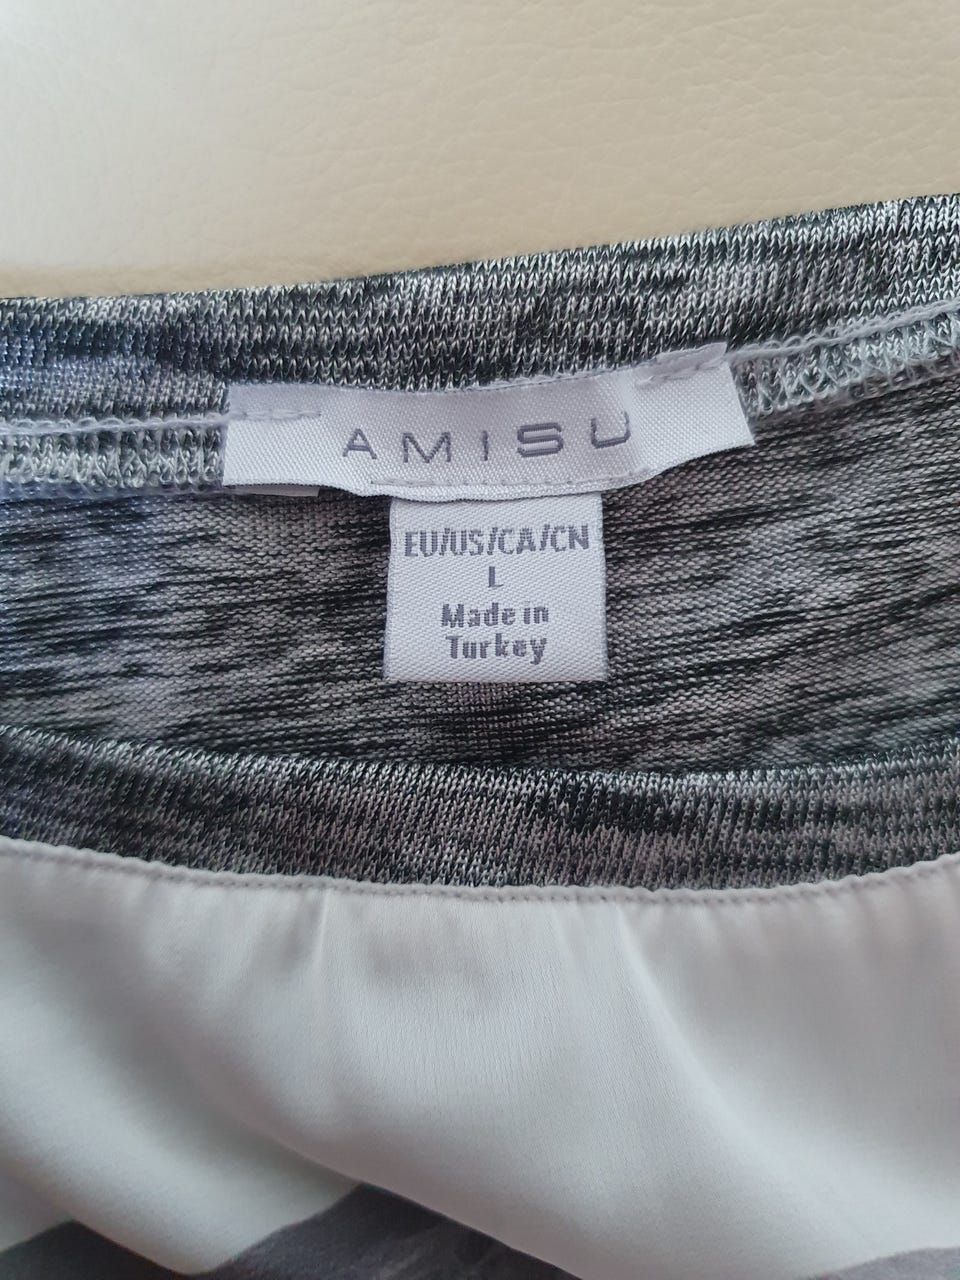 AMISU
EU/US/CA/CN
L
Made in
Turkey